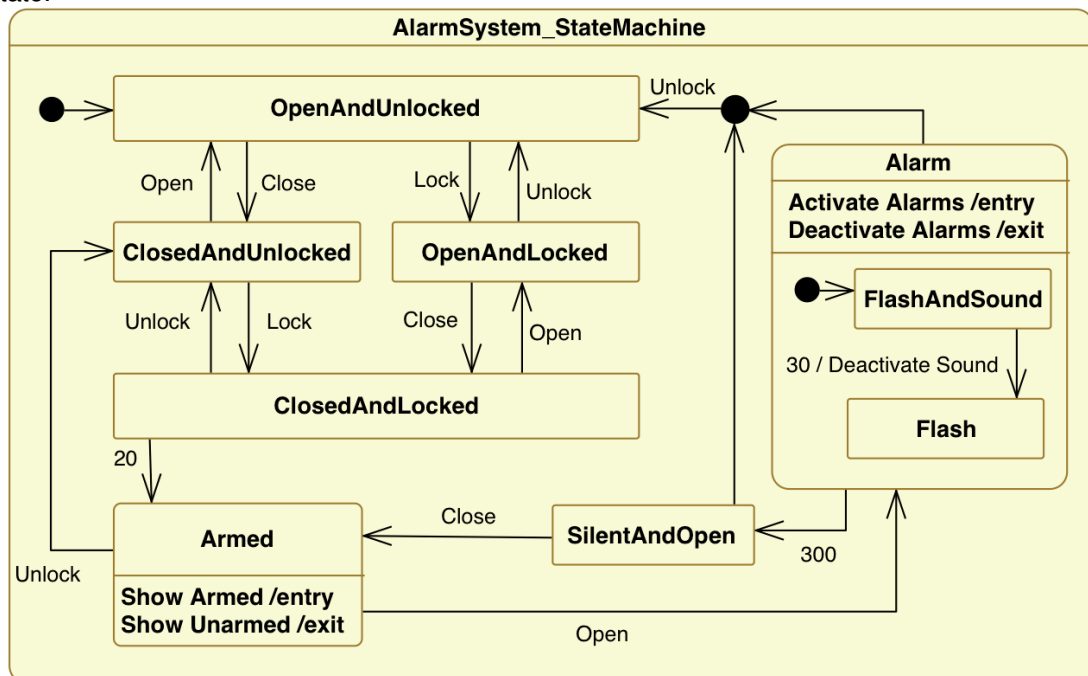 AlarmSystem_StateMachine
OpenAndUnlocked
Unlock
Alarm
Activate Alarms /entry
Deactivate Alarms /exit
Open
Close
Lock
Unlock
ClosedAndUnlocked
OpenAndLocked
FlashAndSound
Unlock
Lock
Close
Open
30 / Deactivate Sound
ClosedAndLocked
Flash
20
Armed
Close
SilentAndOpen
300
Unlock
Show Armed /entry
Show Unarmed /exit
Open